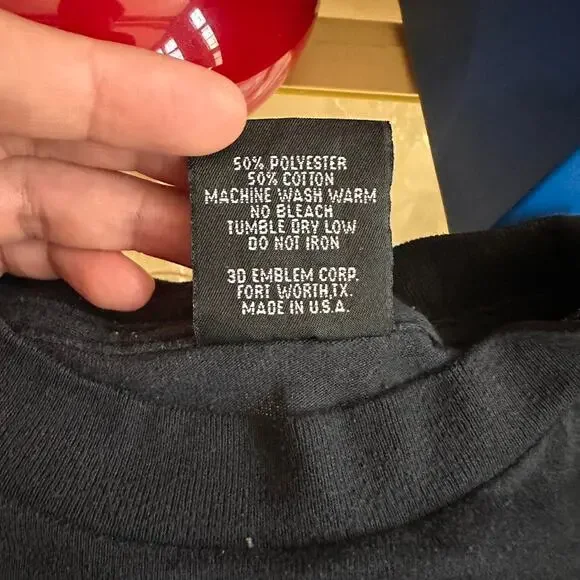 50% POLYESTER
50% COTTON
MACHINE WASH WARM
NO BLEACH
TUMBLE DRY LOW
DO NOT IRON
3D EMBLEM CORP.
FORT WORTH,TX.
MADE IN U.S.A.